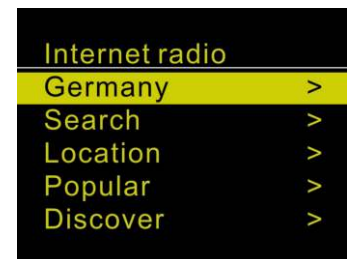 Internet radio
Germany >
Search >
Location >
Popular >
Discover >